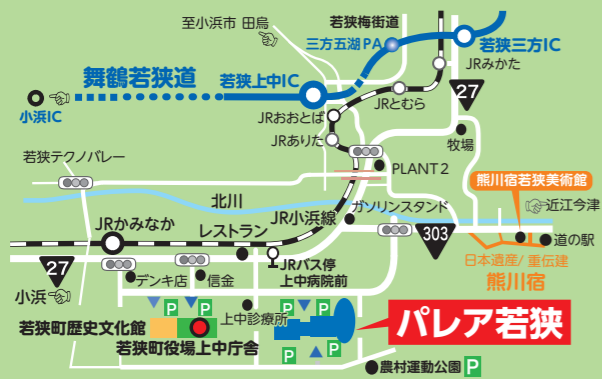 若狭梅街道
至小浜市 田烏
三方五湖PA
若狭三方IC
舞鶴若狭道
若狭上中IC
JRみかた
27
小浜IC
JRおおとば
JRとむら
JRありた
牧場
若狭テクノバレー
PLANT2
熊川宿若狭美術館
北川
近江今津
JRかみなか
JR小浜線
ガソリンスタンド
レストラン
303
道の駅
日本遺産/重伝建
熊川宿
27
JRバス停
上中病院前
小浜
デンキ店
信金
P
P
P
P
上中診療所
若狭町歴史文化館
パレア若狭
若狭町役場上中庁舎
P
P
農村運動公園 P